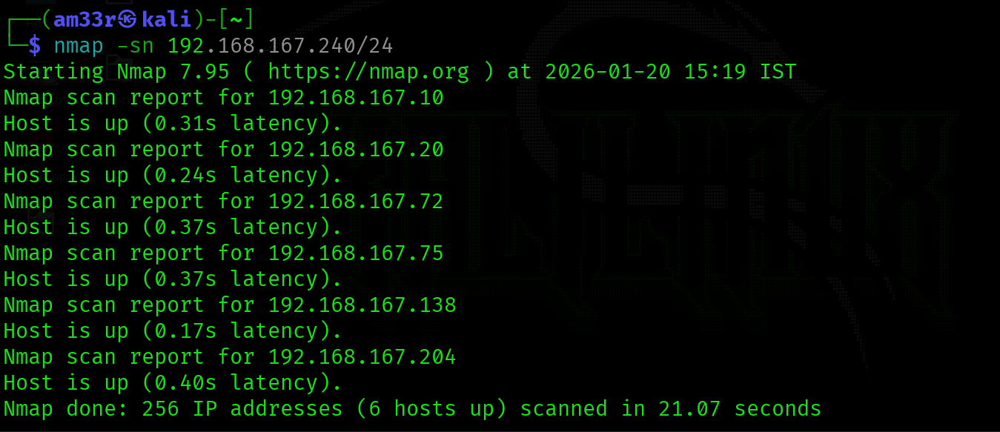 ┌──(am33r㉿kali)-[~]
└─$ nmap -sn 192.168.167.240/24
Starting Nmap 7.95 ( https://nmap.org ) at 2026-01-20 15:19 IST
Nmap scan report for 192.168.167.10
Host is up (0.31s latency).
Nmap scan report for 192.168.167.20
Host is up (0.24s latency).
Nmap scan report for 192.168.167.72
Host is up (0.37s latency).
Nmap scan report for 192.168.167.75
Host is up (0.37s latency).
Nmap scan report for 192.168.167.138
Host is up (0.17s latency).
Nmap scan report for 192.168.167.204
Host is up (0.40s latency).
Nmap done: 256 IP addresses (6 hosts up) scanned in 21.07 seconds